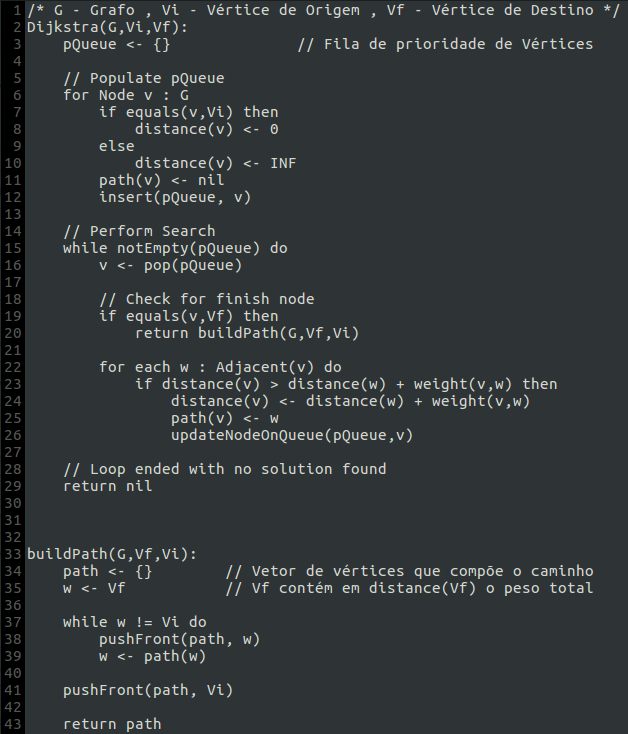 1 /* G - Grafo , Vi - Vértice de Origem , Vf - Vértice de Destino */
2 Dijkstra(G,Vi,Vf):
3     pQueue <- {}              // Fila de prioridade de Vértices
4
5     // Populate pQueue
6     for Node v : G
7         if equals(v,Vi) then
8             distance(v) <- 0
9         else
10             distance(v) <- INF
11         path(v) <- nil
12         insert(pQueue, v)
13
14     // Perform Search
15     while notEmpty(pQueue) do
16         v <- pop(pQueue)
17
18         // Check for finish node
19         if equals(v,Vf) then
20             return buildPath(G,Vf,Vi)
21
22         for each w : Adjacent(v) do
23             if distance(v) > distance(w) + weight(v,w) then
24                 distance(v) <- distance(w) + weight(v,w)
25                 path(v) <- w
26                 updateNodeOnQueue(pQueue,v)
27
28     // Loop ended with no solution found
29     return nil
30
31
32
33 buildPath(G,Vf,Vi):
34     path <- {}        // Vetor de vértices que compõe o caminho
35     w <- Vf           // Vf contém em distance(Vf) o peso total
36
37     while w != Vi do
38         pushFront(path, w)
39         w <- path(w)
40
41     pushFront(path, Vi)
42
43     return path